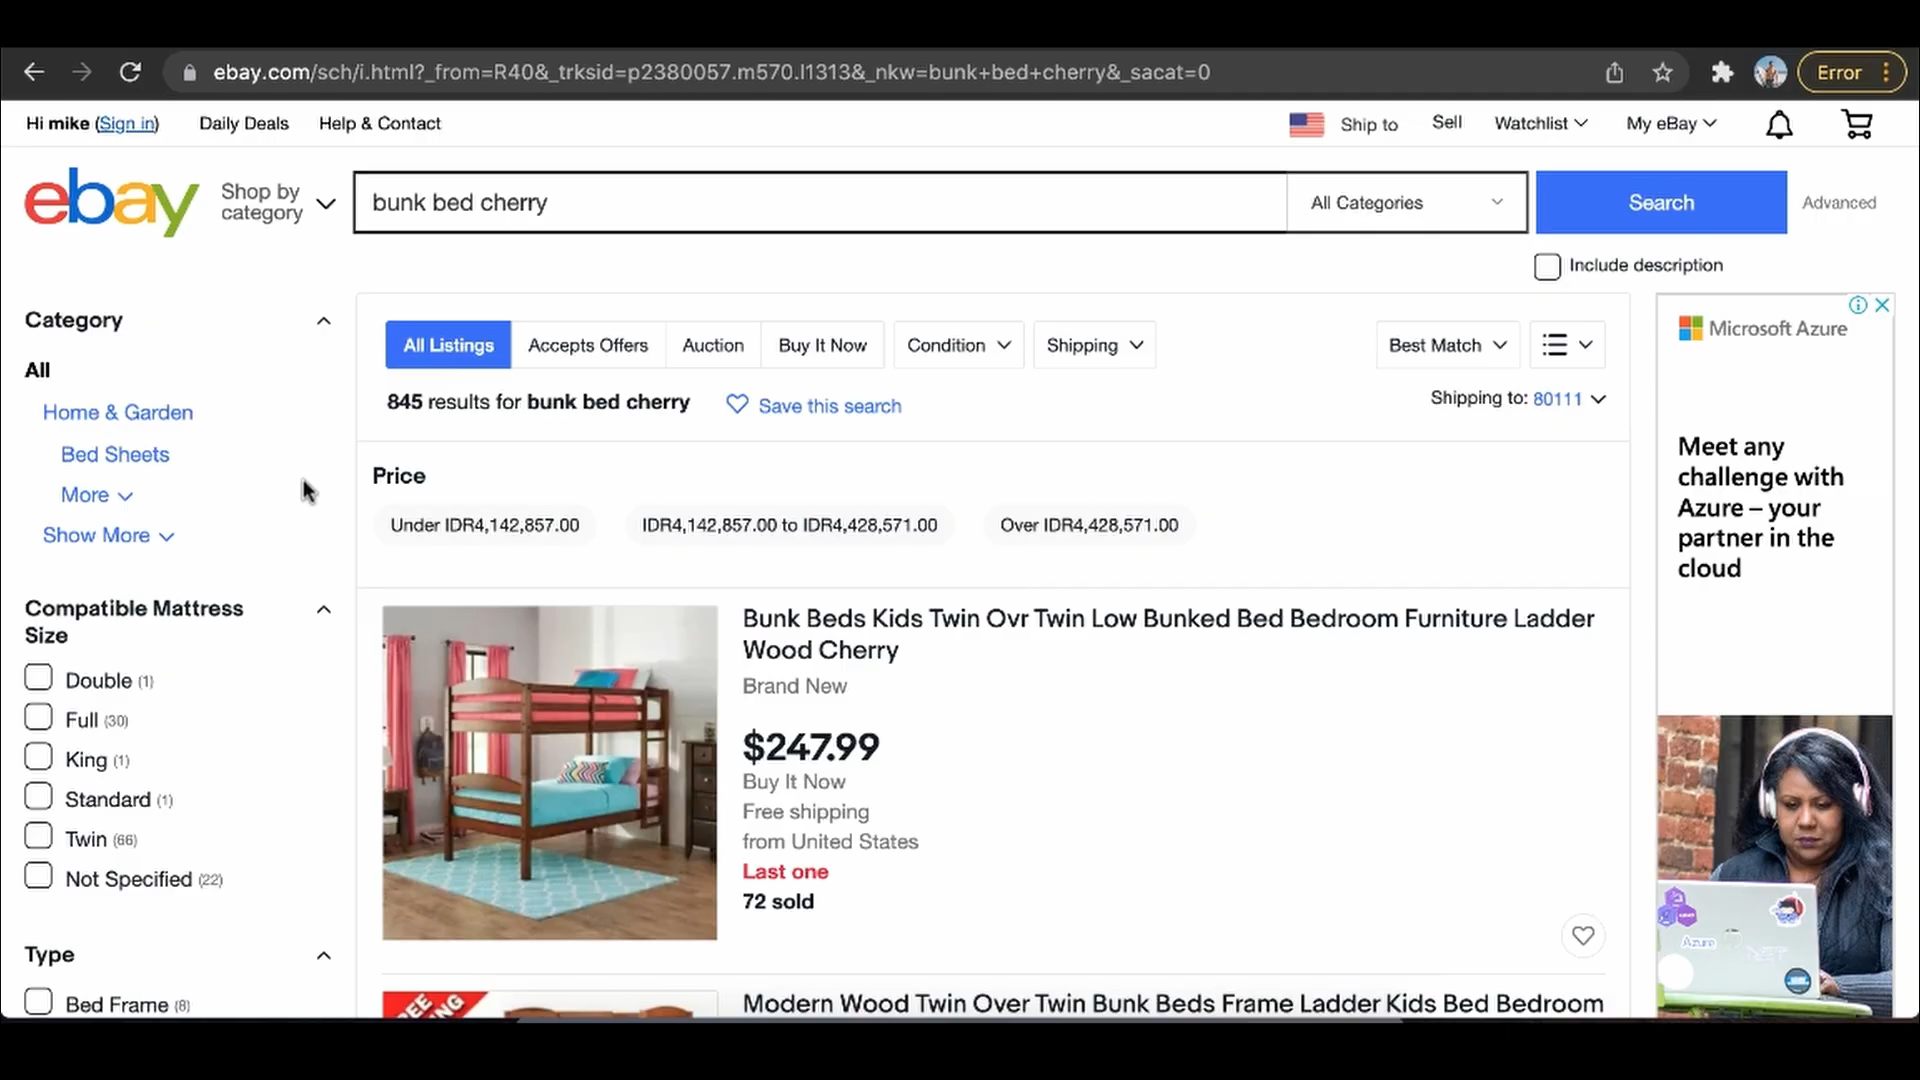 ebay.com/sch/i.html?_from=R40&_trksid=p2380057.m570.l1313&_nkw=bunk+bed+cherry&_sacat=0
Error
Hi mike (Sign in)
Daily Deals
Help & Contact
Ship to
Sell
Watchlist
My eBay
ebay
Shop by
category
bunk bed cherry
All Categories
Search
Advanced
Include description
Category
All
Home & Garden
Bed Sheets
More
Show More
Compatible Mattress
Size
Double (1)
Full (30)
King (1)
Standard (1)
Twin (66)
Not Specified (22)
Type
Bed Frame (8)
All Listings
Accepts Offers
Auction
Buy It Now
Condition
Shipping
Best Match
845 results for bunk bed cherry
Save this search
Shipping to: 80111
Price
Under IDR4,142,857.00
IDR4,142,857.00 to IDR4,428,571.00
Over IDR4,428,571.00
Bunk Beds Kids Twin Ovr Twin Low Bunked Bed Bedroom Furniture Ladder
Wood Cherry
Brand New
$247.99
Buy It Now
Free shipping
from United States
Last one
72 sold
Modern Wood Twin Over Twin Bunk Beds Frame Ladder Kids Bed Bedroom
Microsoft Azure
Meet any
challenge with
Azure – your
partner in the
cloud
Azure